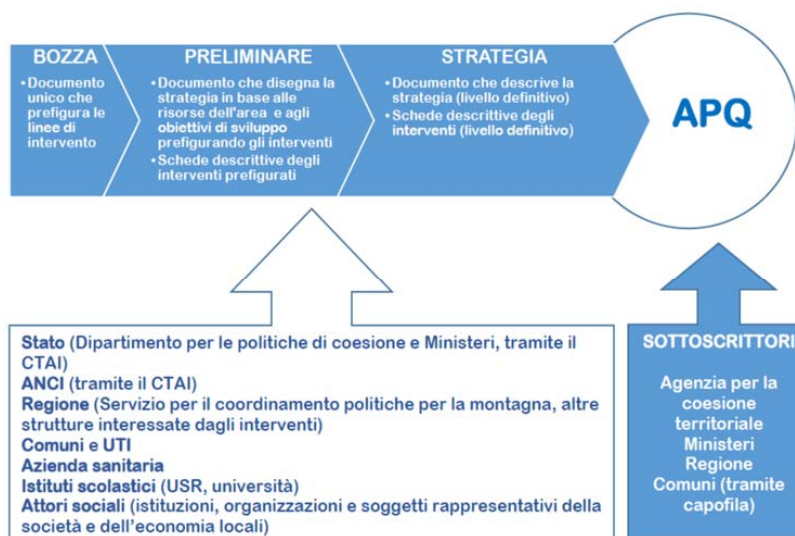 BOZZA
• Documento
unico che
prefigura le
linee di
intervento
PRELIMINARE
• Documento che disegna la
strategia in base alle
risorse dell'area e agli
obiettivi di sviluppo
prefigurando gli interventi
• Schede descrittive degli
interventi prefigurati
STRATEGIA
• Documento che descrive la
strategia (livello definitivo)
• Schede descrittive degli
interventi (livello definitivo)
APQ
Stato (Dipartimento per le politiche di coesione e Ministeri, tramite il
CTAI)
ANCI (tramite il CTAI)
Regione (Servizio per il coordinamento politiche per la montagna, altre
strutture interessate dagli interventi)
Comuni e UTI
Azienda sanitaria
Istituti scolastici (USR, università)
Attori sociali (istituzioni, organizzazioni e soggetti rappresentativi della
società e dell'economia locali)
SOTTOSCRITTORI
Agenzia per la
coesione
territoriale
Ministeri
Regione
Comuni (tramite
capofila)